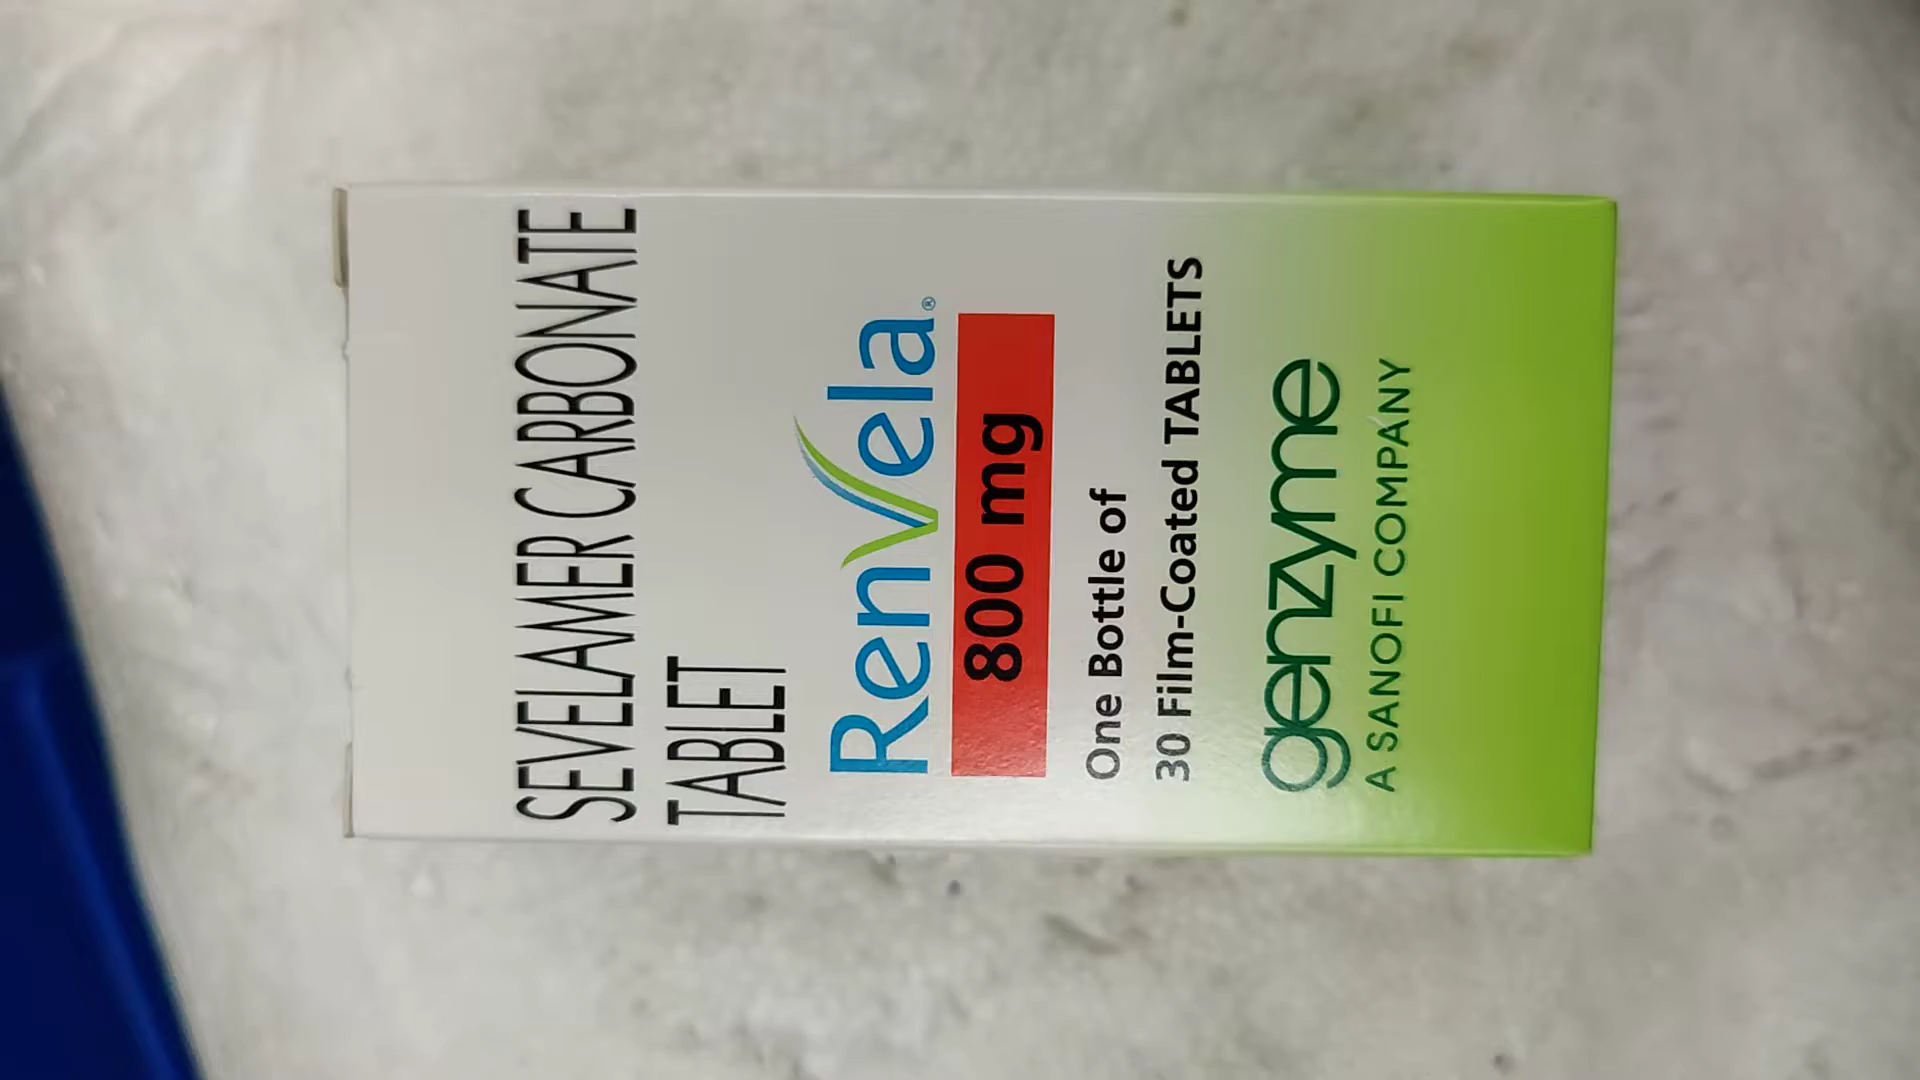 SEVELAMER CARBONATE
TABLET
Renvela®
800 mg
One Bottle of
30 Film-Coated TABLETS
genzyme
A SANOFI COMPANY